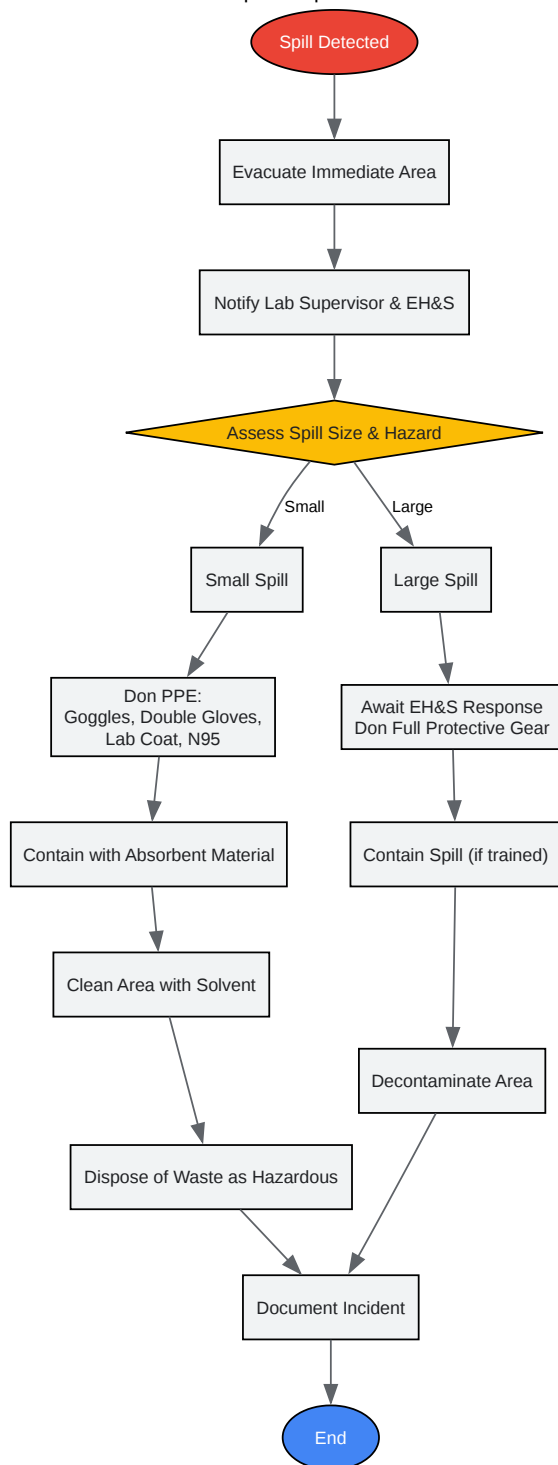 Spill Detected
Evacuate Immediate Area
Notify Lab Supervisor & EH&S
Assess Spill Size & Hazard
Small
Large
Small Spill
Large Spill
Don PPE:
Goggles, Double Gloves,
Lab Coat, N95
Await EH&S Response
Don Full Protective Gear
Contain with Absorbent Material
Contain Spill (if trained)
Clean Area with Solvent
Decontaminate Area
Dispose of Waste as Hazardous
Document Incident
End